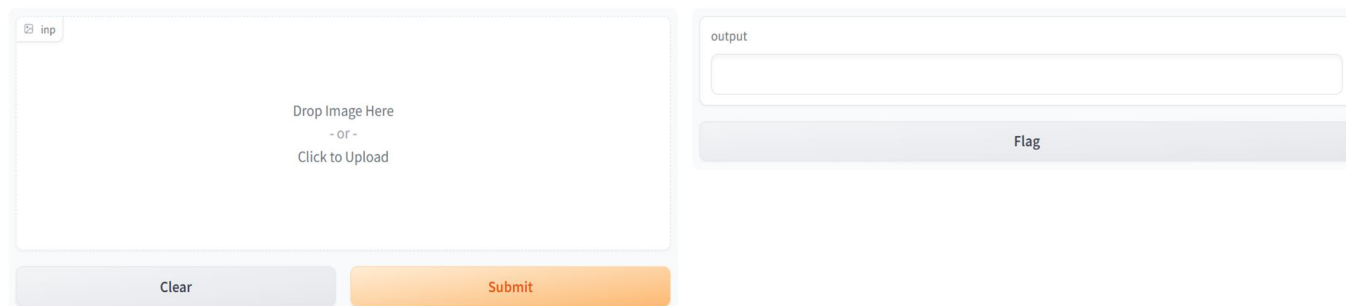 inp
Drop Image Here
- or -
Click to Upload
Clear
Submit
output
Flag